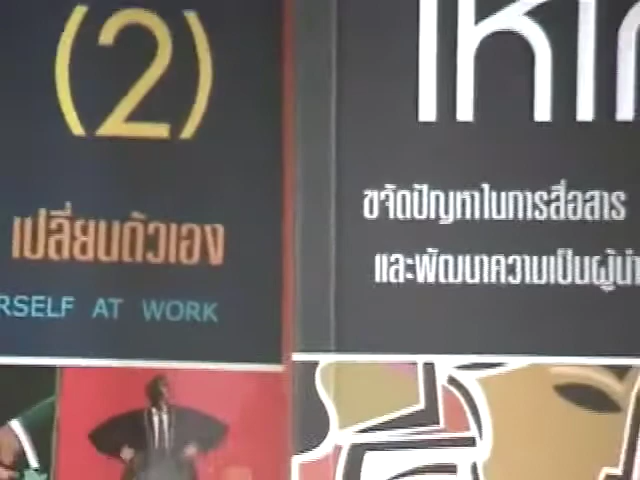 (2)
เปลี่ยนตัวเอง
RSELF AT WORK
ขจัดปัญหาในการสื่อสาร
และพัฒนาความเป็นผู้นำ